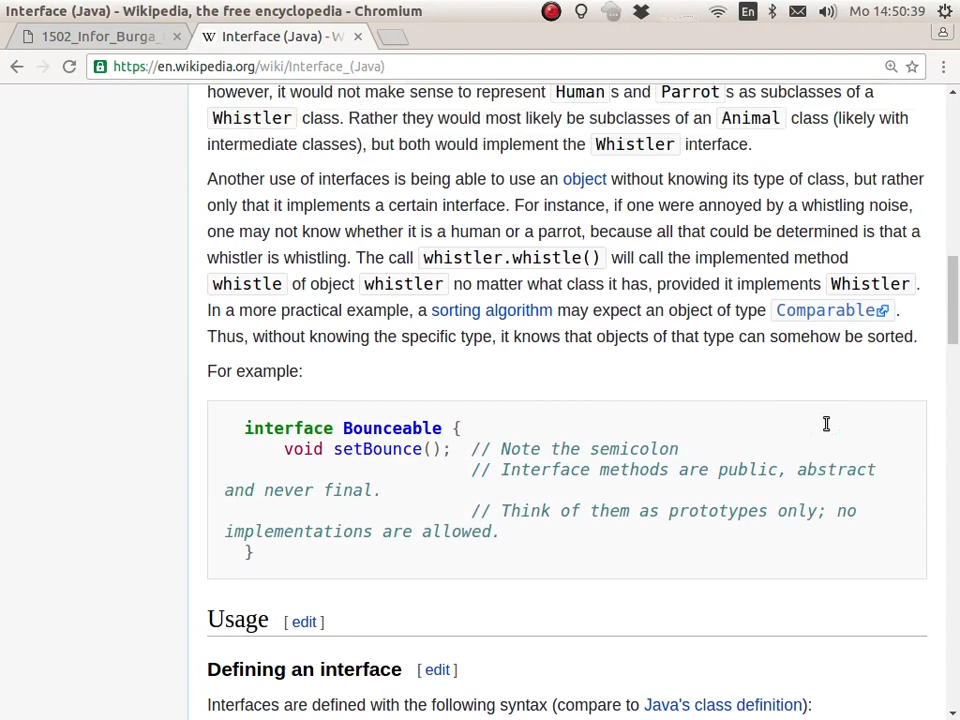 Interface (Java) - Wikipedia, the free encyclopedia - Chromium
En
Mo 14:50:39
1502_Infor_Burga_
Interface (Java) - W
https://en.wikipedia.org/wiki/Interface_(Java)
however, it would not make sense to represent Humans and Parrots as subclasses of a
Whistler class. Rather they would most likely be subclasses of an Animal class (likely with
intermediate classes), but both would implement the Whistler interface.
Another use of interfaces is being able to use an object without knowing its type of class, but rather
only that it implements a certain interface. For instance, if one were annoyed by a whistling noise,
one may not know whether it is a human or a parrot, because all that could be determined is that a
whistler is whistling. The call whistler.whistle() will call the implemented method
whistle of object whistler no matter what class it has, provided it implements Whistler.
In a more practical example, a sorting algorithm may expect an object of type Comparable.
Thus, without knowing the specific type, it knows that objects of that type can somehow be sorted.
For example:
interface Bounceable {
void setBounce(); // Note the semicolon
// Interface methods are public, abstract
and never final.
// Think of them as prototypes only; no
implementations are allowed.
}
Usage [ edit ]
Defining an interface [ edit ]
Interfaces are defined with the following syntax (compare to Java's class definition):